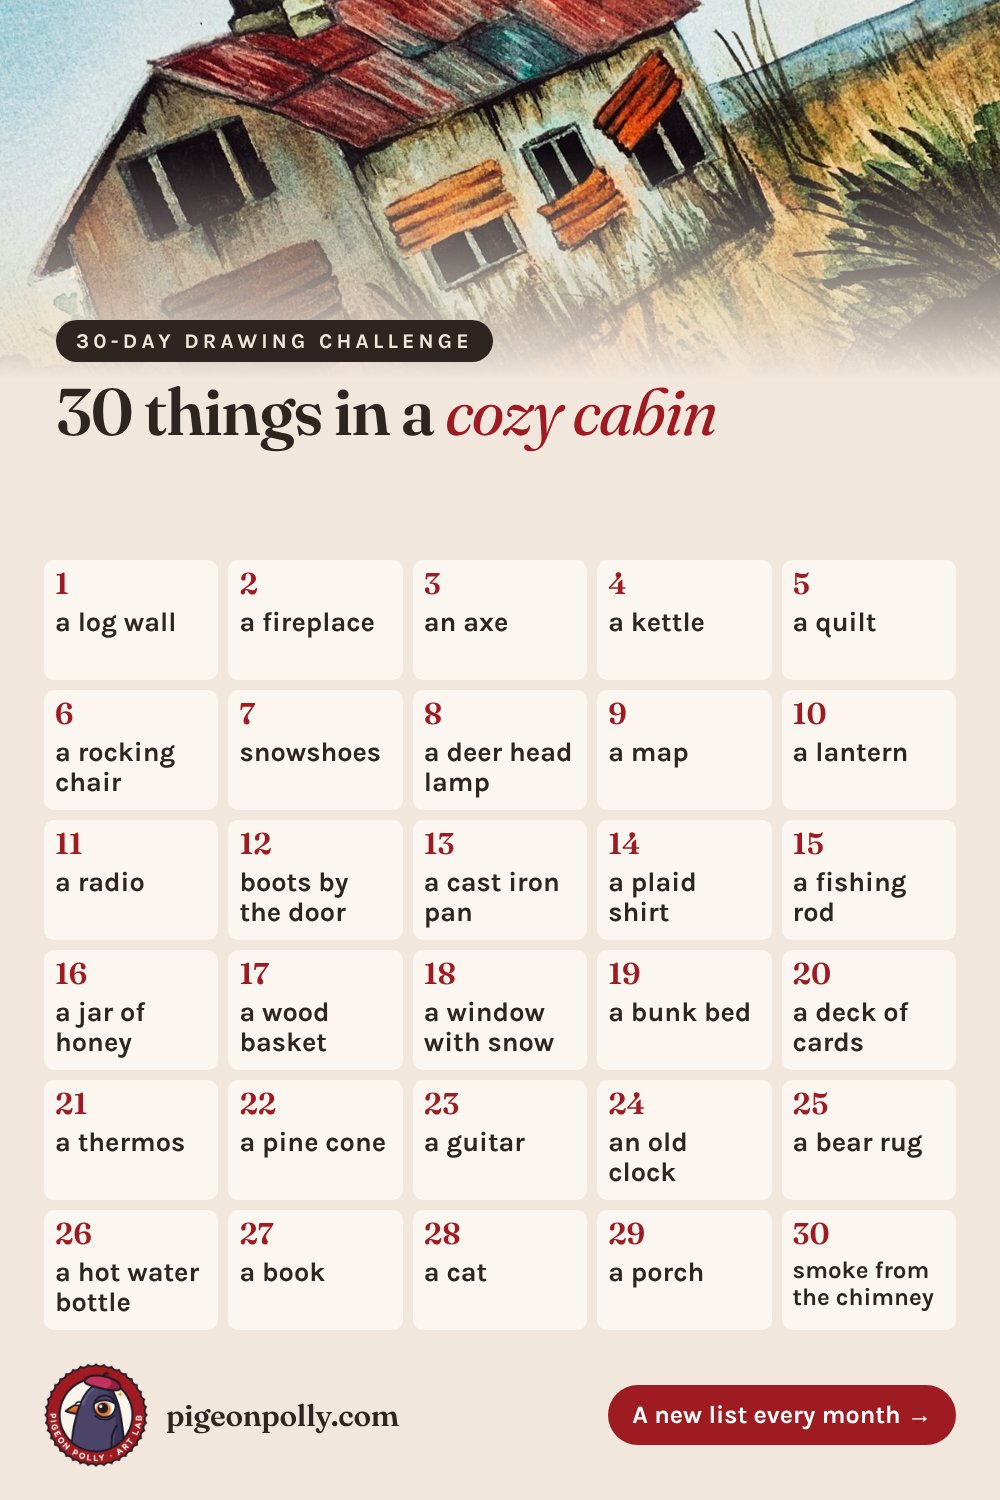 30-DAY DRAWING CHALLENGE
30 things in a cozy cabin
1
a log wall
2
a fireplace
3
an axe
4
a kettle
5
a quilt
6
a rocking
chair
7
snowshoes
8
a deer head
lamp
9
a map
10
a lantern
11
a radio
12
boots by
the door
13
a cast iron
pan
14
a plaid
shirt
15
a fishing
rod
16
a jar of
honey
17
a wood
basket
18
a window
with snow
19
a bunk bed
20
a deck of
cards
21
a thermos
22
a pine cone
23
a guitar
24
an old
clock
25
a bear rug
26
a hot water
bottle
27
a book
28
a cat
29
a porch
30
smoke from
the chimney
PIGEON POLLY · ART LAB
pigeonpolly.com
A new list every month →